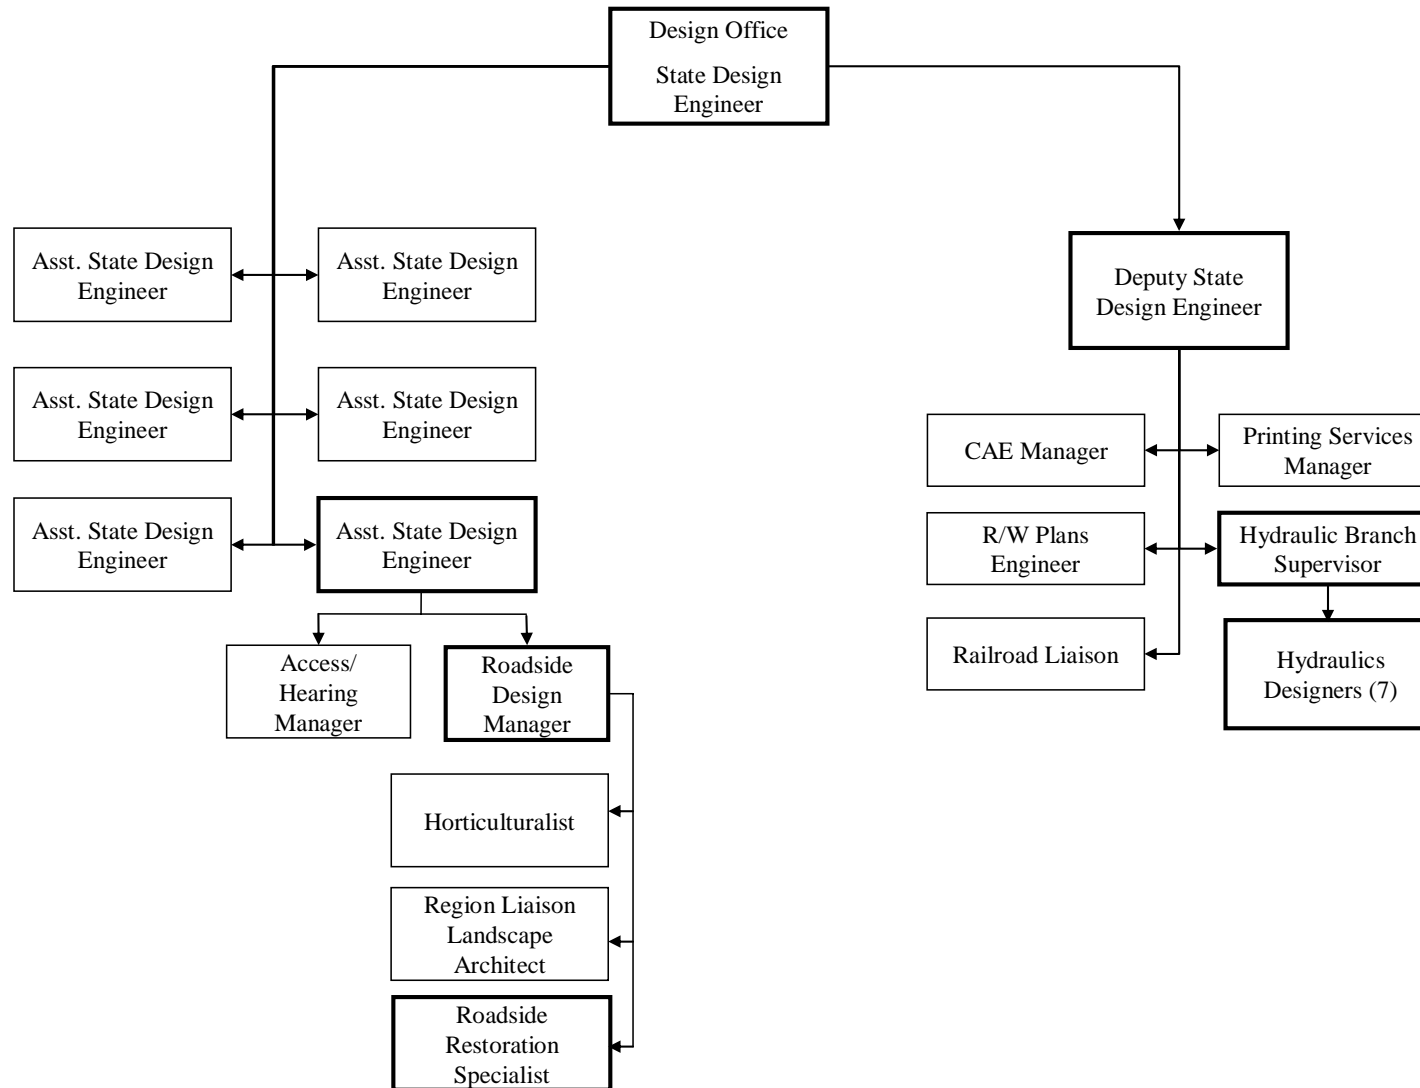 Design Office
State Design
Engineer
Asst. State Design
Engineer
Asst. State Design
Engineer
Deputy State
Design Engineer
Asst. State Design
Engineer
Asst. State Design
Engineer
CAE Manager
Printing Services
Manager
Asst. State Design
Engineer
Asst. State Design
Engineer
R/W Plans
Engineer
Hydraulic Branch
Supervisor
Access/
Hearing
Manager
Roadside
Design
Manager
Railroad Liaison
Hydraulics
Designers (7)
Horticulturalist
Region Liaison
Landscape
Architect
Roadside
Restoration
Specialist